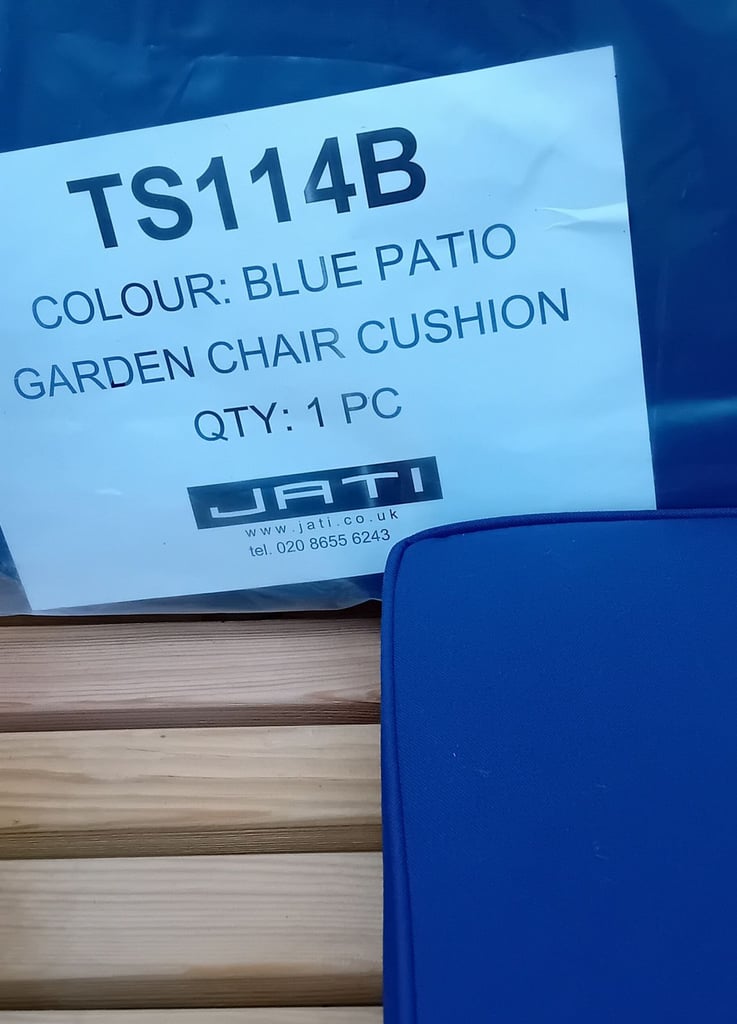 TS114B
COLOUR: BLUE PATIO
GARDEN CHAIR CUSHION
QTY: 1 PC
JATI
www.jati.co.uk
tel. 020 8655 6243